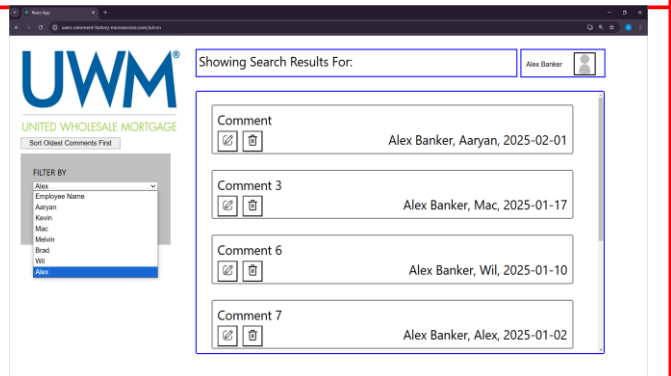 React App
uwm-comment-history-microservice.com/admin
UWM®
UNITED WHOLESALE MORTGAGE
Sort Oldest Comments First
FILTER BY
Alex
Employee Name
Aaryan
Kevin
Mac
Melvin
Brad
Wil
Alex
Showing Search Results For:
Alex Banker
Comment
Alex Banker, Aaryan, 2025-02-01
Comment 3
Alex Banker, Mac, 2025-01-17
Comment 6
Alex Banker, Wil, 2025-01-10
Comment 7
Alex Banker, Alex, 2025-01-02